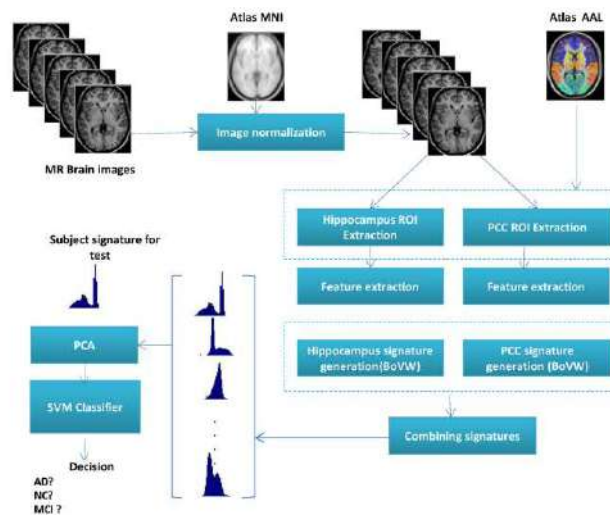 Atlas MNI
Atlas AAL
Image normalization
MR Brain images
Hippocampus ROI
Extraction
PCC ROI Extraction
Feature extraction
Feature extraction
Hippocampus signature
generation(BoVW)
PCC signature
generation (BoVW)
Combining signatures
Subject signature for
test
PCA
SVM Classifier
Decision
AD?
NC?
MCI ?